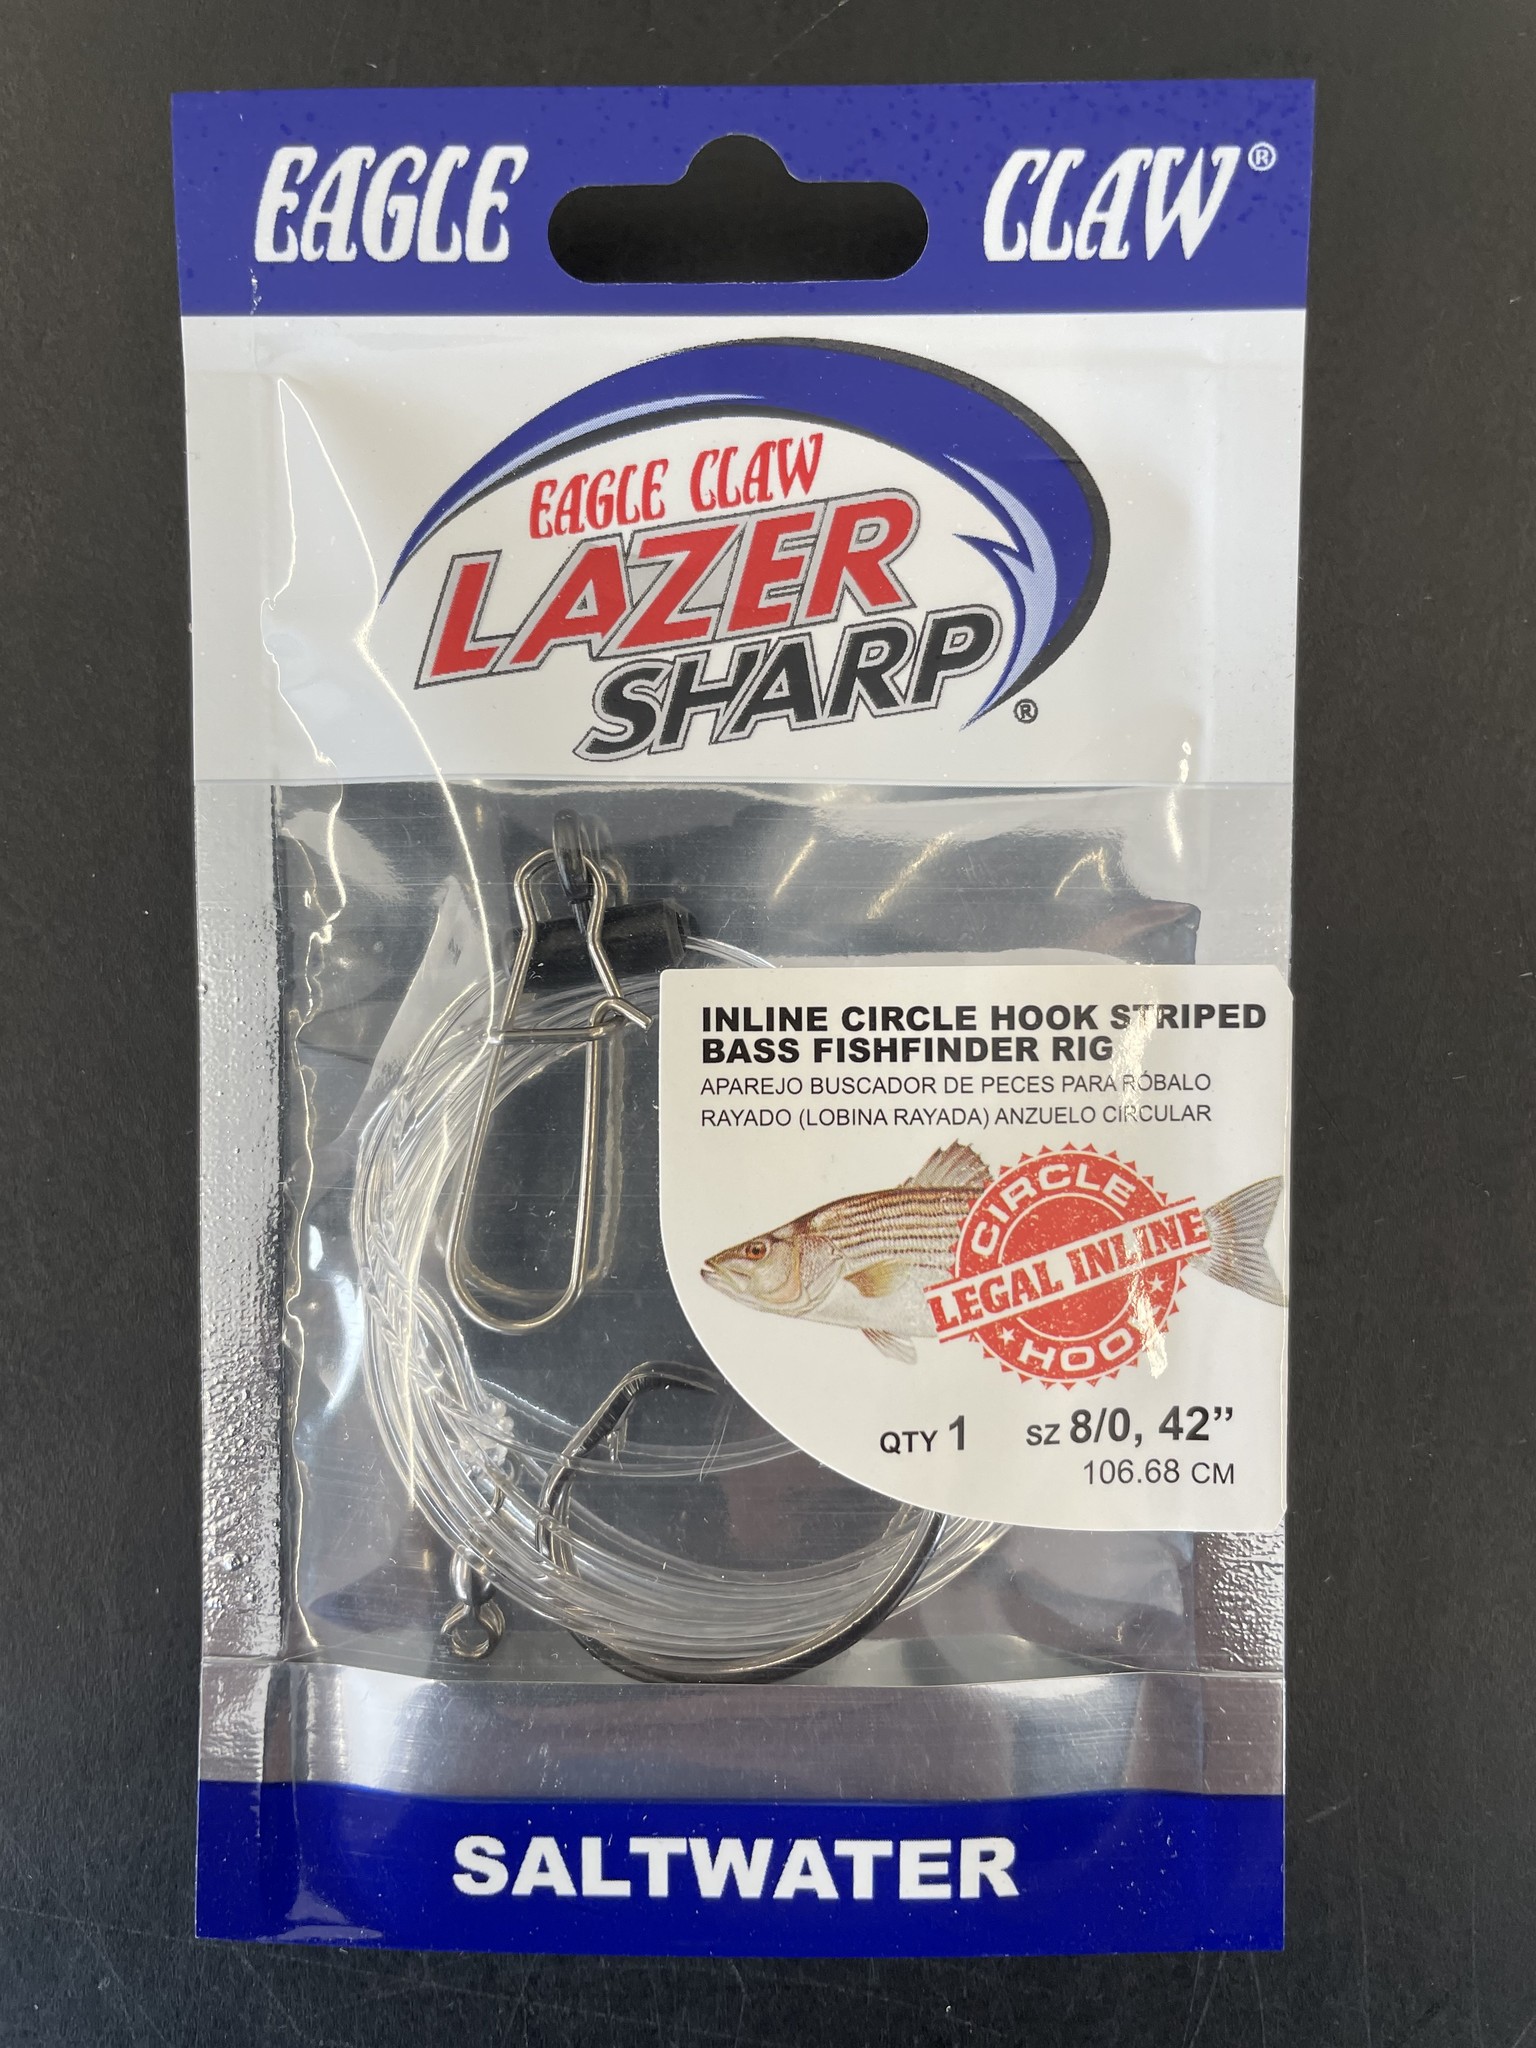 EAGLE CLAW®
EAGLE CLAW
LAZER
SHARP®
INLINE CIRCLE HOOK STRIPED
BASS FISHFINDER RIG
APAREJO BUSCADOR DE PECES PARA RÓBALO
RAYADO (LOBINA RAYADA) ANZUELO CIRCULAR
CIRCLE
LEGAL INLINE
HOOK
QTY 1 SZ 8/0, 42”
106.68 CM
SALTWATER